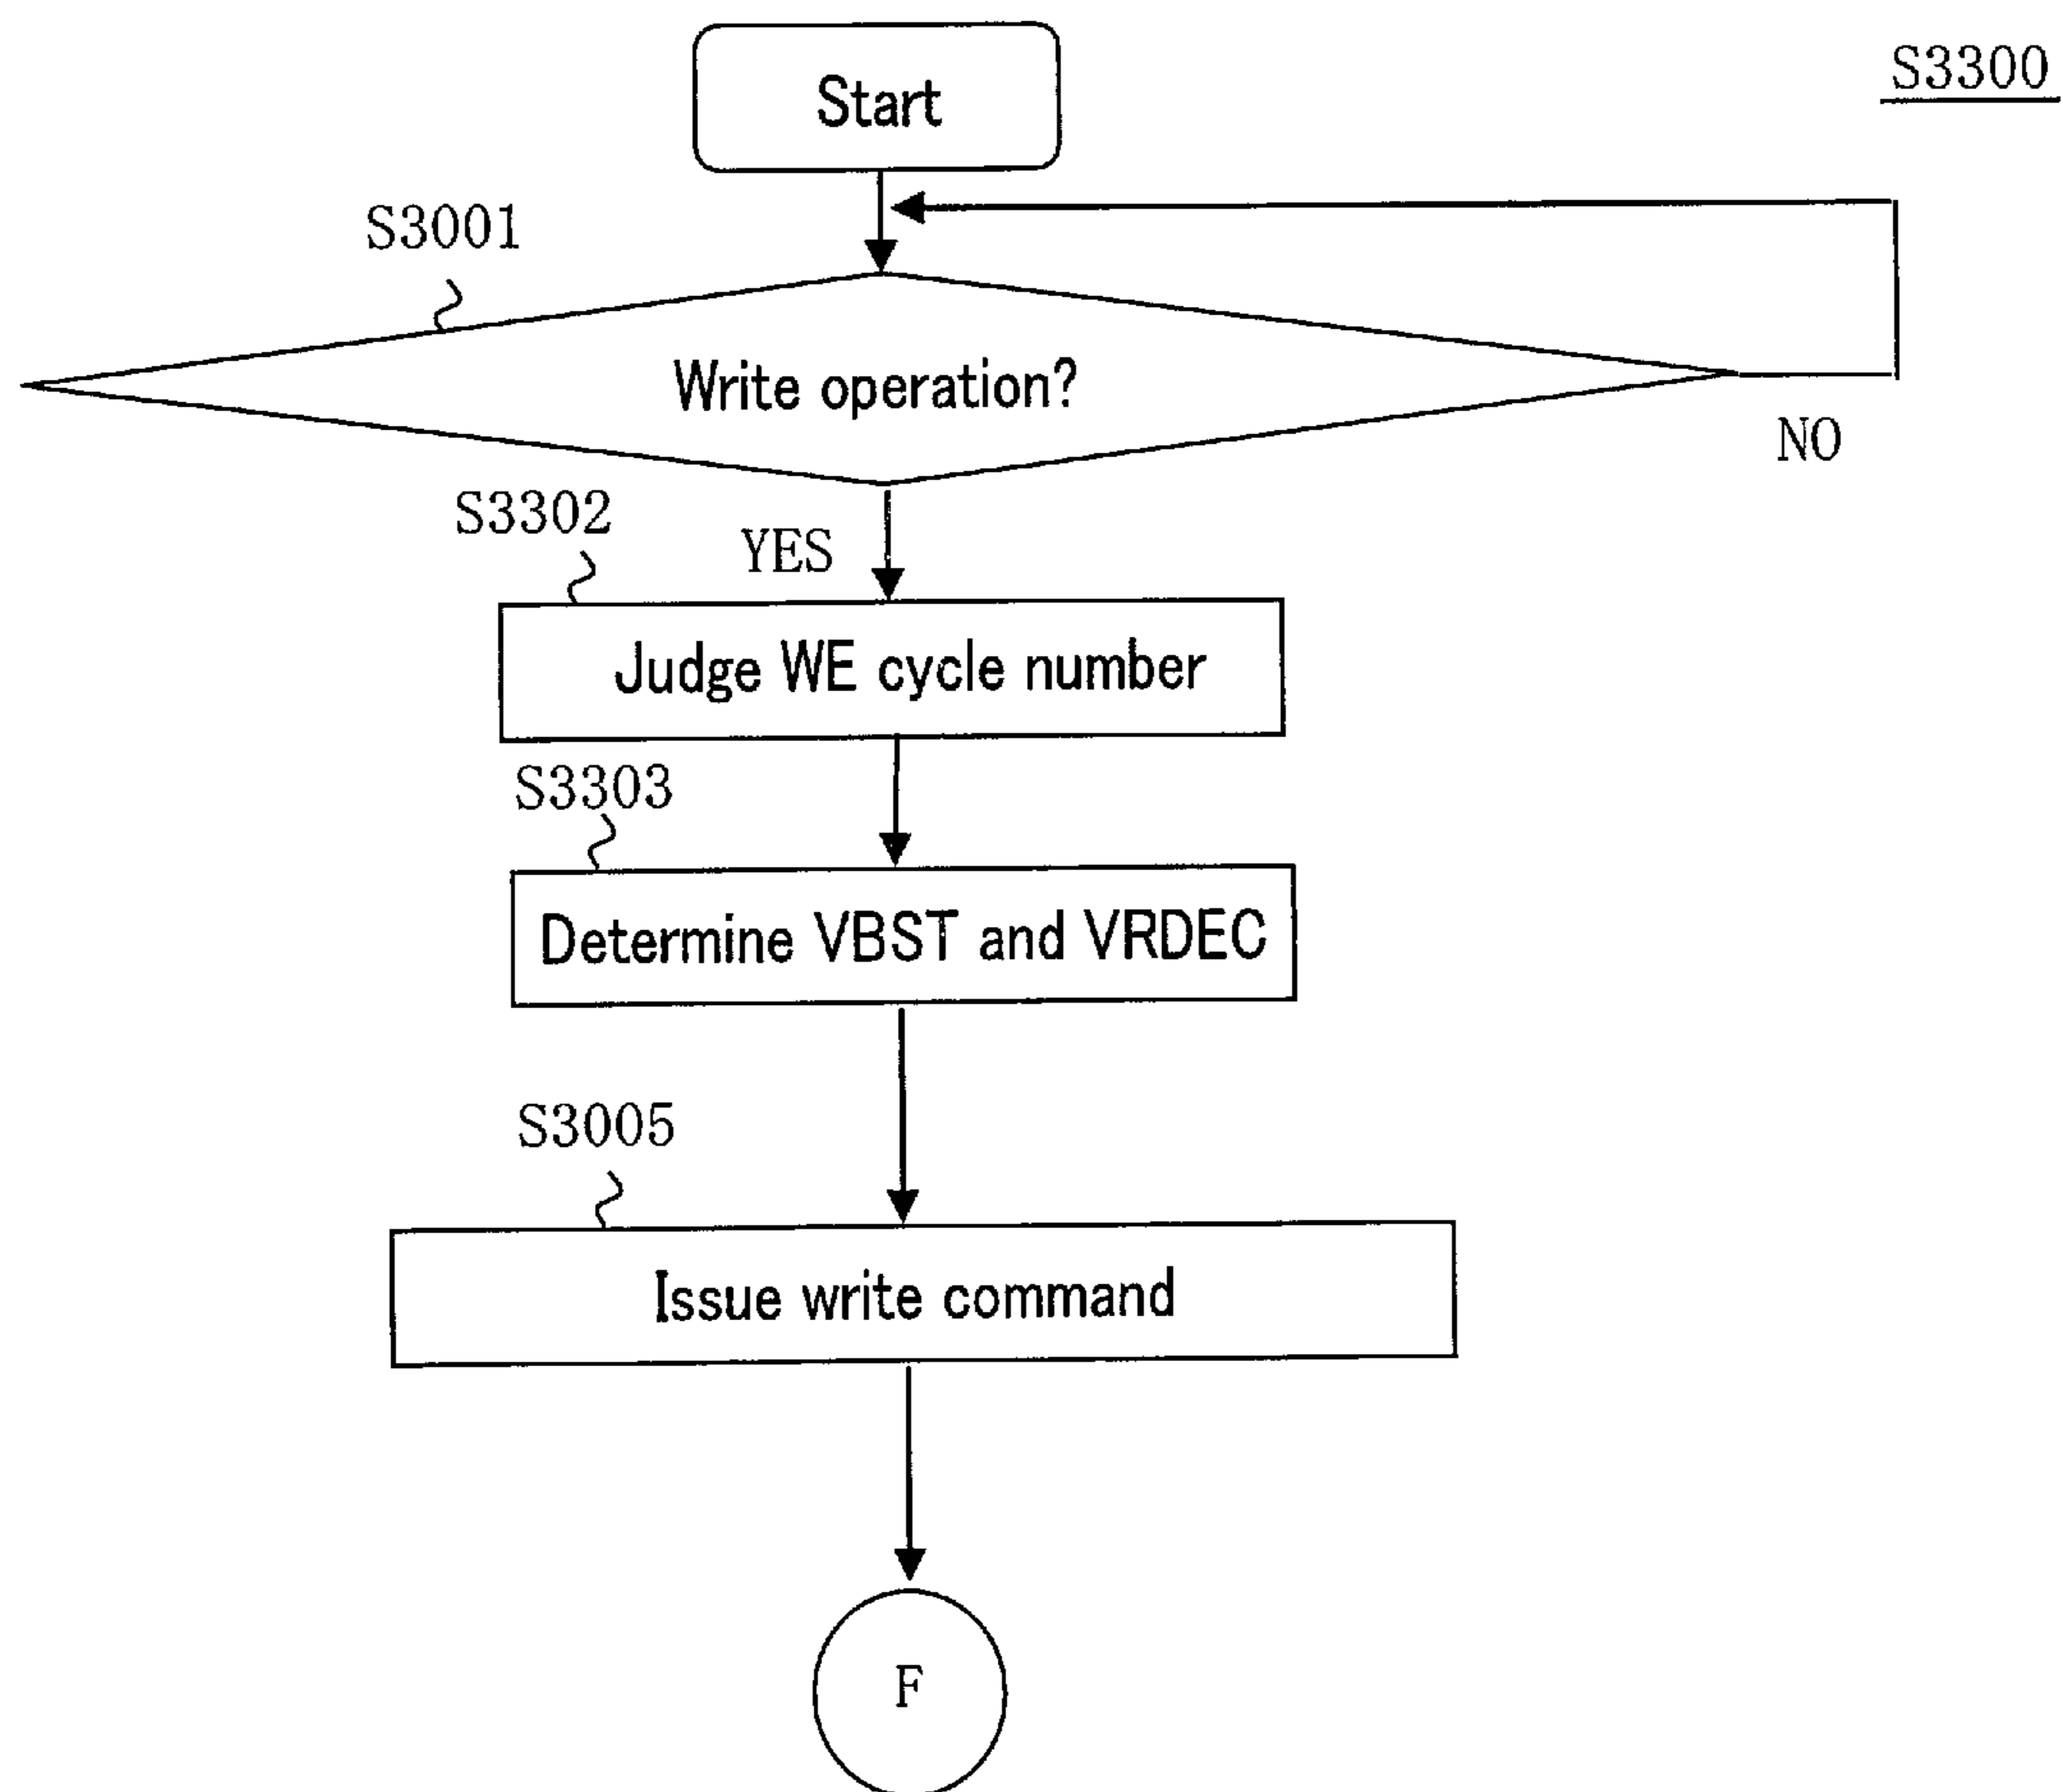 S3300
Start
S3001
Write operation?
NO
S3302
YES
Judge WE cycle number
S3303
Determine VBST and VRDEC
S3005
Issue write command
F